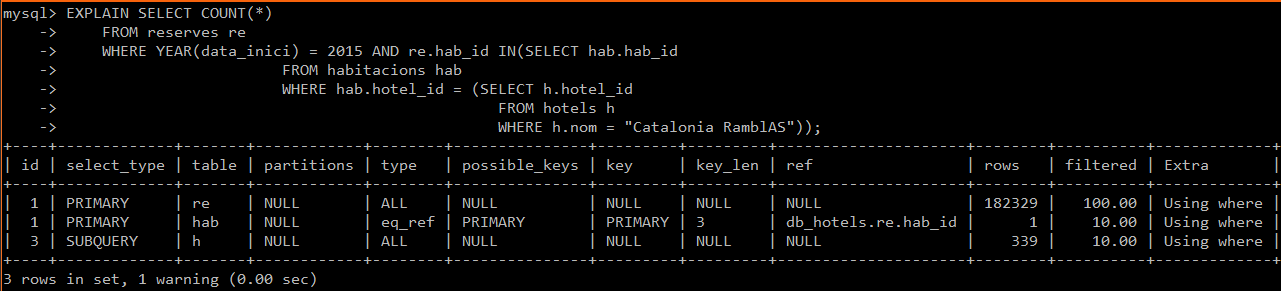 mysql> EXPLAIN SELECT COUNT(*)
    ->     FROM reserves re
    ->     WHERE YEAR(data_inici) = 2015 AND re.hab_id IN(SELECT hab.hab_id
    ->                         FROM habitacions hab
    ->                         WHERE hab.hotel_id = (SELECT h.hotel_id
    ->                                                 FROM hotels h
    ->                                                 WHERE h.nom = "Catalonia RamblAS"));
+----+-------------+-------+------------+--------+---------------+---------+---------+---------------------+--------+----------+-------------+
| id | select_type | table | partitions | type   | possible_keys | key     | key_len | ref                 | rows   | filtered | Extra       |
+----+-------------+-------+------------+--------+---------------+---------+---------+---------------------+--------+----------+-------------+
|  1 | PRIMARY     | re    | NULL       | ALL    | NULL          | NULL    | NULL    | NULL                | 182329 |   100.00 | Using where |
|  1 | PRIMARY     | hab   | NULL       | eq_ref | PRIMARY       | PRIMARY | 3       | db_hotels.re.hab_id |      1 |    10.00 | Using where |
|  3 | SUBQUERY    | h     | NULL       | ALL    | NULL          | NULL    | NULL    | NULL                |    339 |    10.00 | Using where |
+----+-------------+-------+------------+--------+---------------+---------+---------+---------------------+--------+----------+-------------+
3 rows in set, 1 warning (0.00 sec)